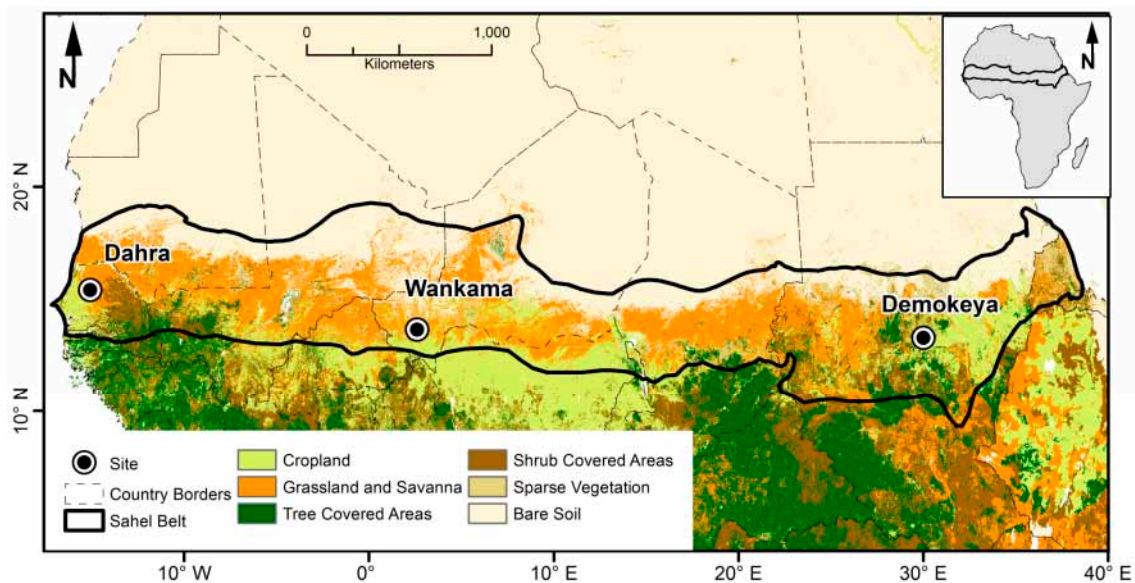 0 1,000
Kilometers
N
N
20° N
10° N
Dahra
Wankama
Demokeya
Site
Country Borders
Sahel Belt
Cropland
Grassland and Savanna
Tree Covered Areas
Shrub Covered Areas
Sparse Vegetation
Bare Soil
10° W 0° 10° E 20° E 30° E 40° E